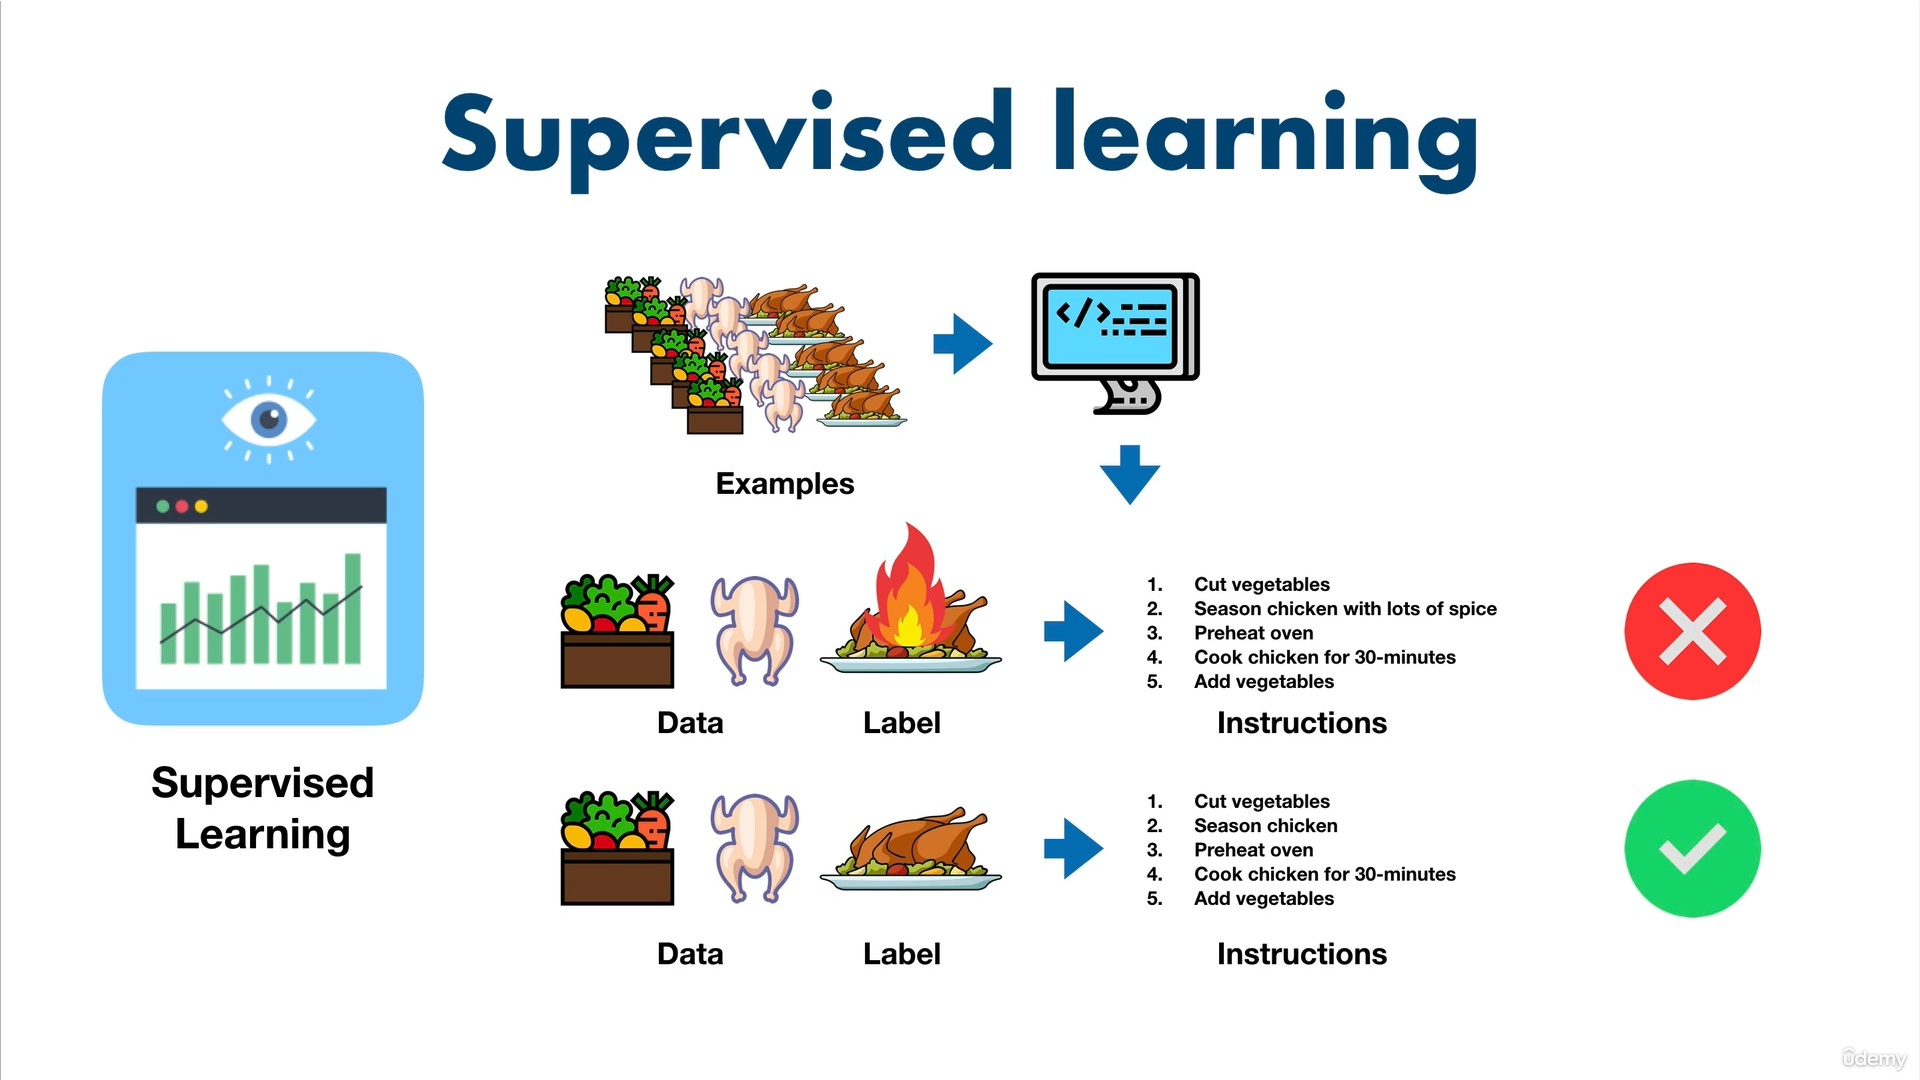 Supervised learning
</>
Examples
1. Cut vegetables
2. Season chicken with lots of spice
3. Preheat oven
4. Cook chicken for 30-minutes
5. Add vegetables
Data
Label
Instructions
Supervised
Learning
1. Cut vegetables
2. Season chicken
3. Preheat oven
4. Cook chicken for 30-minutes
5. Add vegetables
Data
Label
Instructions
ûdemy